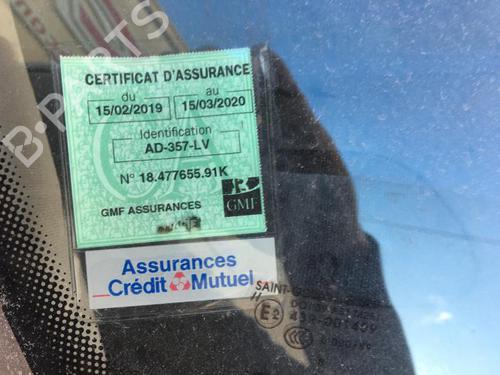 CERTIFICAT D'ASSURANCE
du
au
15/02/2019
15/03/2020
Identification
AD-357-LV
N° 18.477655.91K
GMF ASSURANCES
GMF
Assurances
Crédit Mutuel
SAINT-
E2
B-PARTS